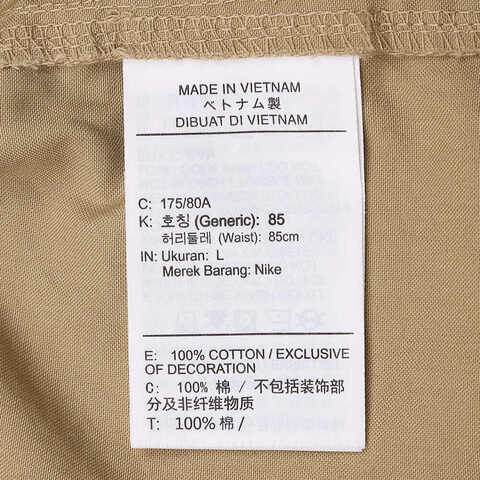 MADE IN VIETNAM
ベトナム製
DIBUAT DI VIETNAM
C: 175/80A
K: 호칭 (Generic): 85
허리둘레 (Waist): 85cm
IN: Ukuran: L
Merek Barang: Nike
E: 100% COTTON / EXCLUSIVE
OF DECORATION
C: 100% 棉 / 不包括装饰部
分及非纤维物质
T: 100% 棉 /